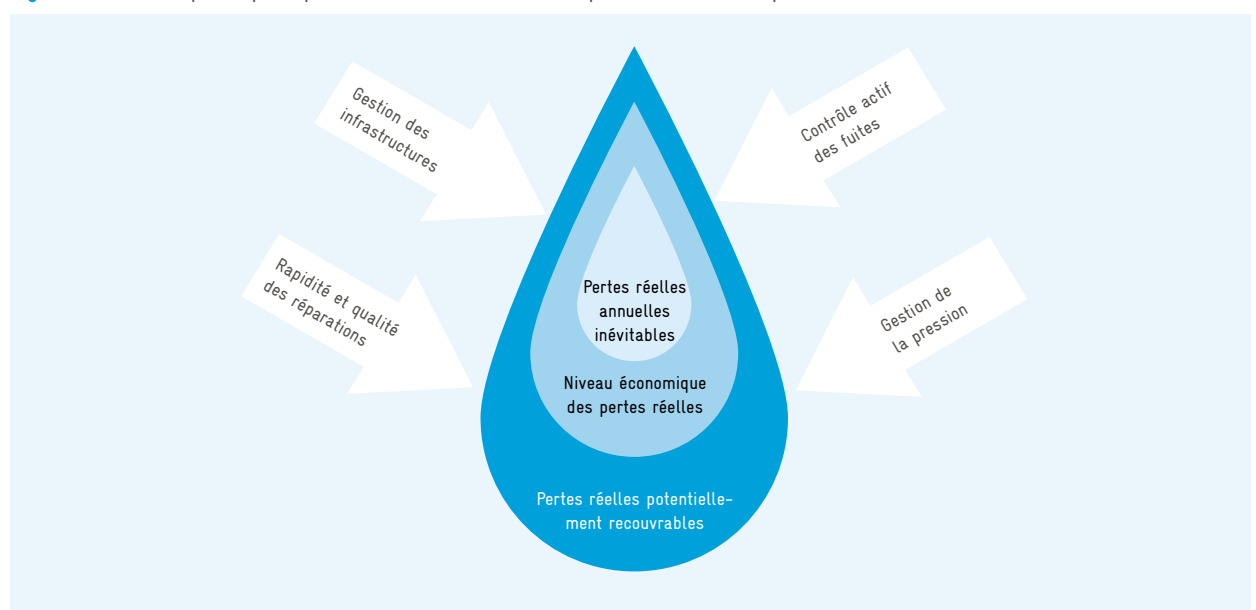 Gestion des
infrastructures
Contrôle actif
des fuites
Rapidité et qualité
des réparations
Gestion de
la pression
Pertes réelles
annuelles
inévitables
Niveau économique
des pertes réelles
Pertes réelles potentielle-
ment recouvrables